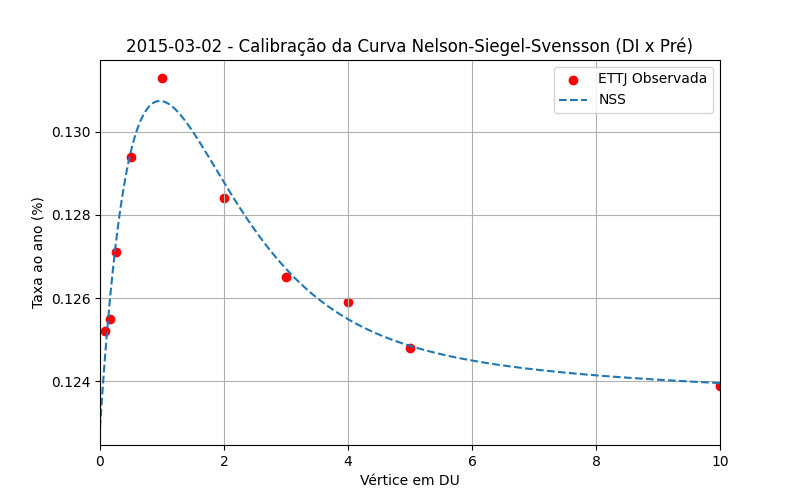 2015-03-02 - Calibração da Curva Nelson-Siegel-Svensson (DI x Pré)
ETTJ Observada
NSS
Taxa ao ano (%)
0.130
0.128
0.126
0.124
0 2 4 6 8 10
Vértice em DU